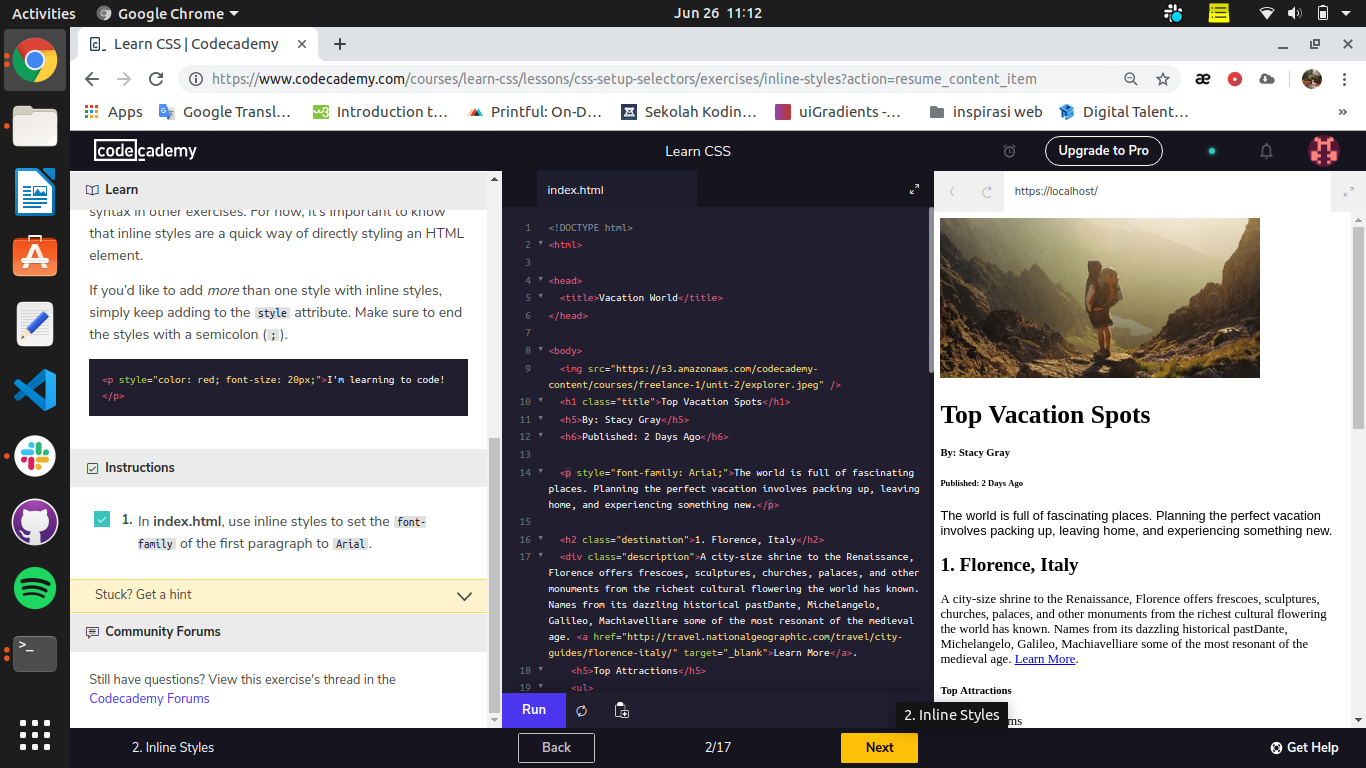 Activities
Google Chrome
Jun 26 11:12
Learn CSS | Codecademy
https://www.codecademy.com/courses/learn-css/lessons/css-setup-selectors/exercises/inline-styles?action=resume_content_item
Apps
Google Transl...
Introduction t...
Printful: On-D...
Sekolah Kodin...
uiGradients -...
inspirasi web
Digital Talent...
»
codecademy
Learn CSS
Upgrade to Pro
Learn
syntax in other exercises. For now, it's important to know
that inline styles are a quick way of directly styling an HTML
element.
If you'd like to add more than one style with inline styles,
simply keep adding to the style attribute. Make sure to end
the styles with a semicolon ( ; ).
<p style="color: red; font-size: 20px;">I'm learning to code!
</p>
Instructions
1. In index.html, use inline styles to set the font-
family of the first paragraph to Arial.
Stuck? Get a hint
Community Forums
Still have questions? View this exercise's thread in the
Codecademy Forums
index.html
1 <!DOCTYPE html>
2 <html>
3
4 <head>
5 <title>Vacation World</title>
6 </head>
7
8 <body>
9 <img src="https://s3.amazonaws.com/codecademy-
content/courses/freelance-1/unit-2/explorer.jpeg" />
10 <h1 class="title">Top Vacation Spots</h1>
11 <h5>By: Stacy Gray</h5>
12 <h6>Published: 2 Days Ago</h6>
13
14 <p style="font-family: Arial;">The world is full of fascinating
places. Planning the perfect vacation involves packing up, leaving
home, and experiencing something new.</p>
15
16 <h2 class="destination">1. Florence, Italy</h2>
17 <div class="description">A city-size shrine to the Renaissance,
Florence offers frescoes, sculptures, churches, palaces, and other
monuments from the richest cultural flowering the world has known.
Names from its dazzling historical pastDante, Michelangelo,
Galileo, Machiavelliare some of the most resonant of the medieval
age. <a href="http://travel.nationalgeographic.com/travel/city-
guides/florence-italy/" target="_blank">Learn More</a>.
18 <h5>Top Attractions</h5>
19 <ul>
Run
https://localhost/
Top Vacation Spots
By: Stacy Gray
Published: 2 Days Ago
The world is full of fascinating places. Planning the perfect vacation
involves packing up, leaving home, and experiencing something new.
1. Florence, Italy
A city-size shrine to the Renaissance, Florence offers frescoes, sculptures,
churches, palaces, and other monuments from the richest cultural flowering
the world has known. Names from its dazzling historical pastDante,
Michelangelo, Galileo, Machiavelliare some of the most resonant of the
medieval age. Learn More.
Top Attractions
2. Inline Styles
2. Inline Styles
Back
2/17
Next
Get Help